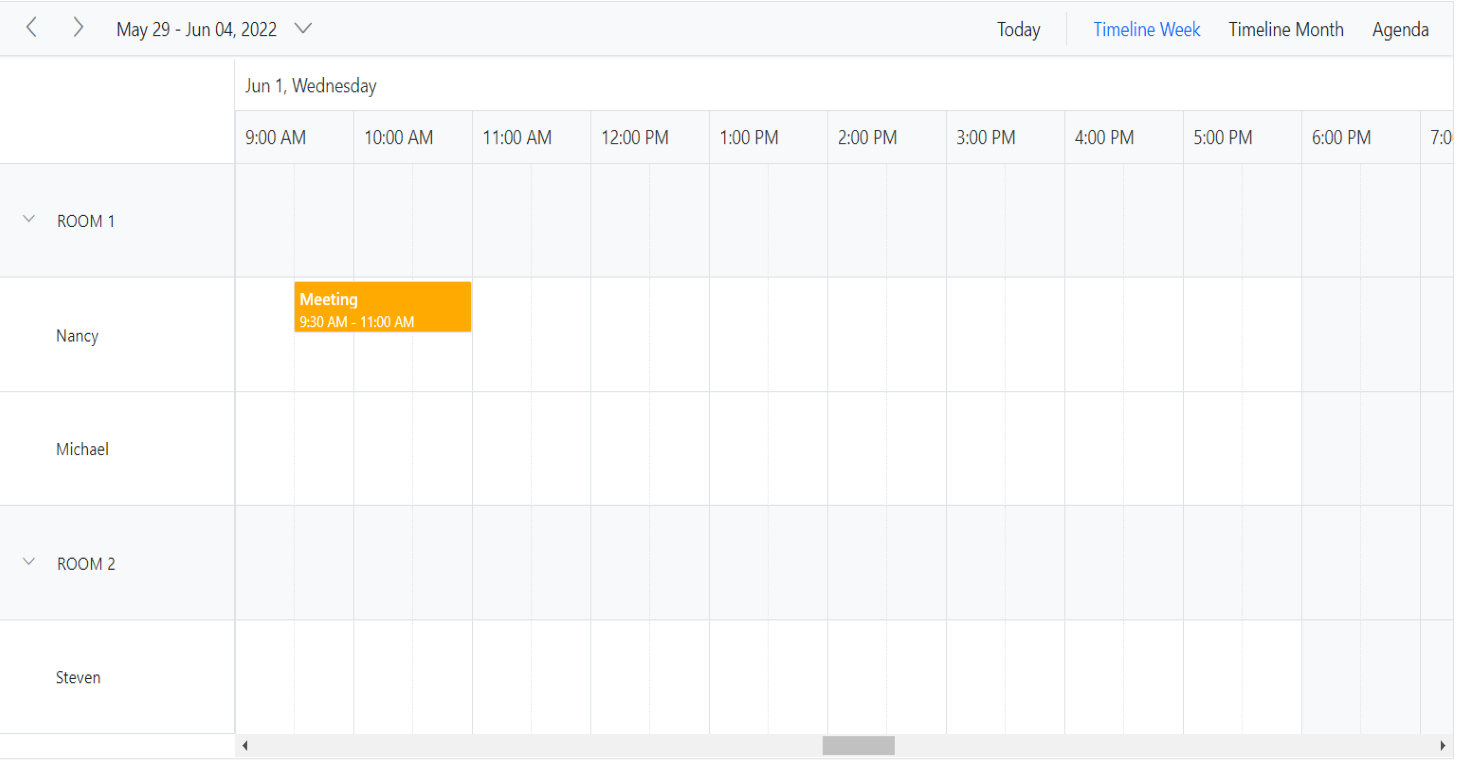 May 29 - Jun 04, 2022 Today Timeline Week Timeline Month Agenda
Jun 1, Wednesday
9:00 AM 10:00 AM 11:00 AM 12:00 PM 1:00 PM 2:00 PM 3:00 PM 4:00 PM 5:00 PM 6:00 PM 7:0
ROOM 1
Meeting
9:30 AM - 11:00 AM
Nancy
Michael
ROOM 2
Steven